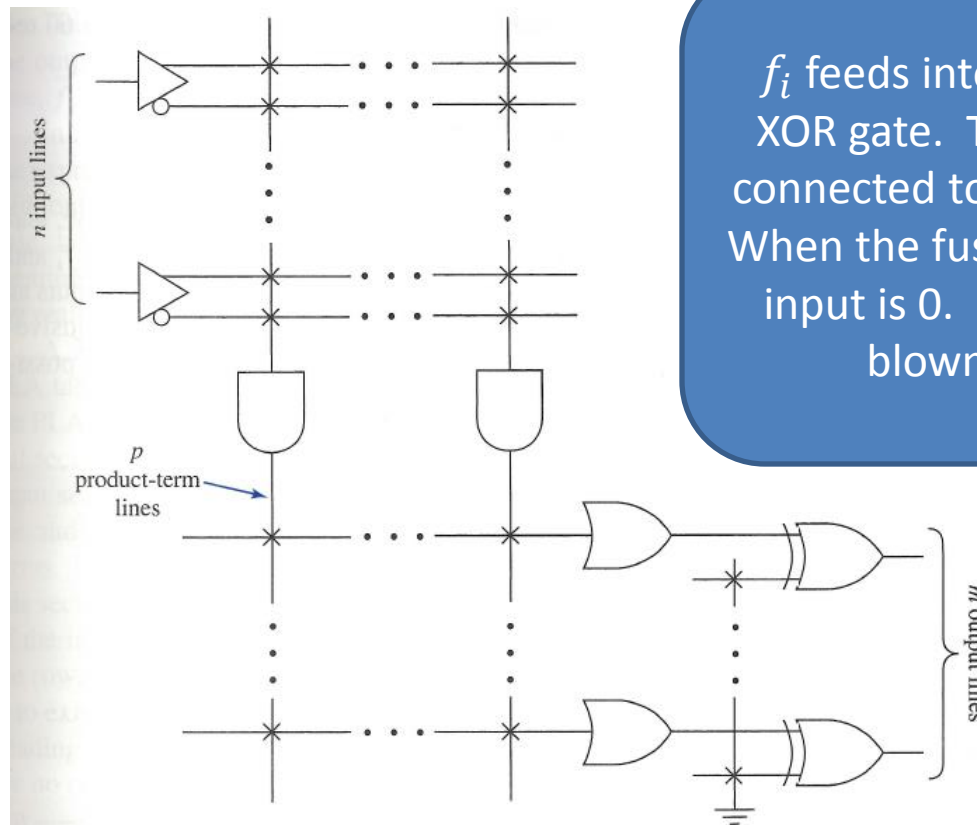 n input lines
p
product-term
lines
m output lines
f_i feeds into
XOR gate.
connected to
When the fus
input is 0.
blown